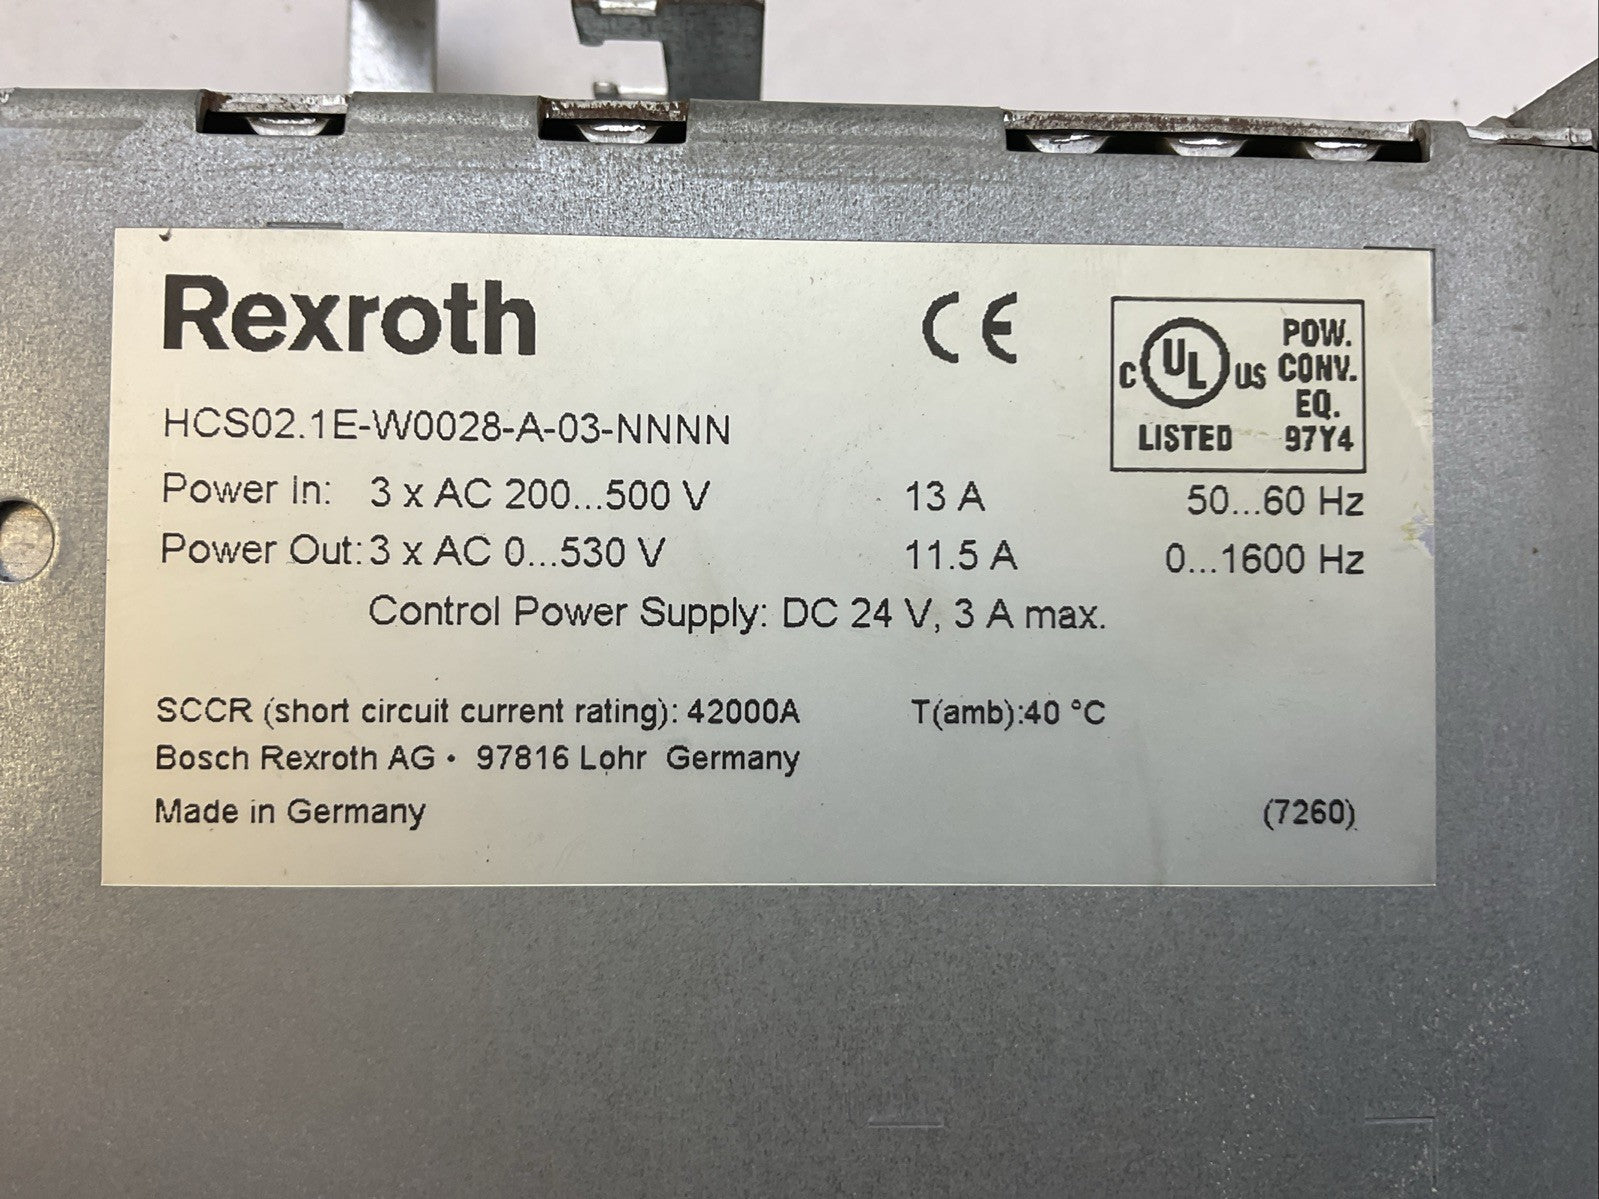 Rexroth
CE
C UL US POW. CONV. EQ.
LISTED 97Y4
HCS02.1E-W0028-A-03-NNNN
Power In: 3 x AC 200...500 V 13 A 50...60 Hz
Power Out: 3 x AC 0...530 V 11.5 A 0...1600 Hz
Control Power Supply: DC 24 V, 3 A max.
SCCR (short circuit current rating): 42000A T(amb):40 °C
Bosch Rexroth AG • 97816 Lohr Germany
Made in Germany (7260)